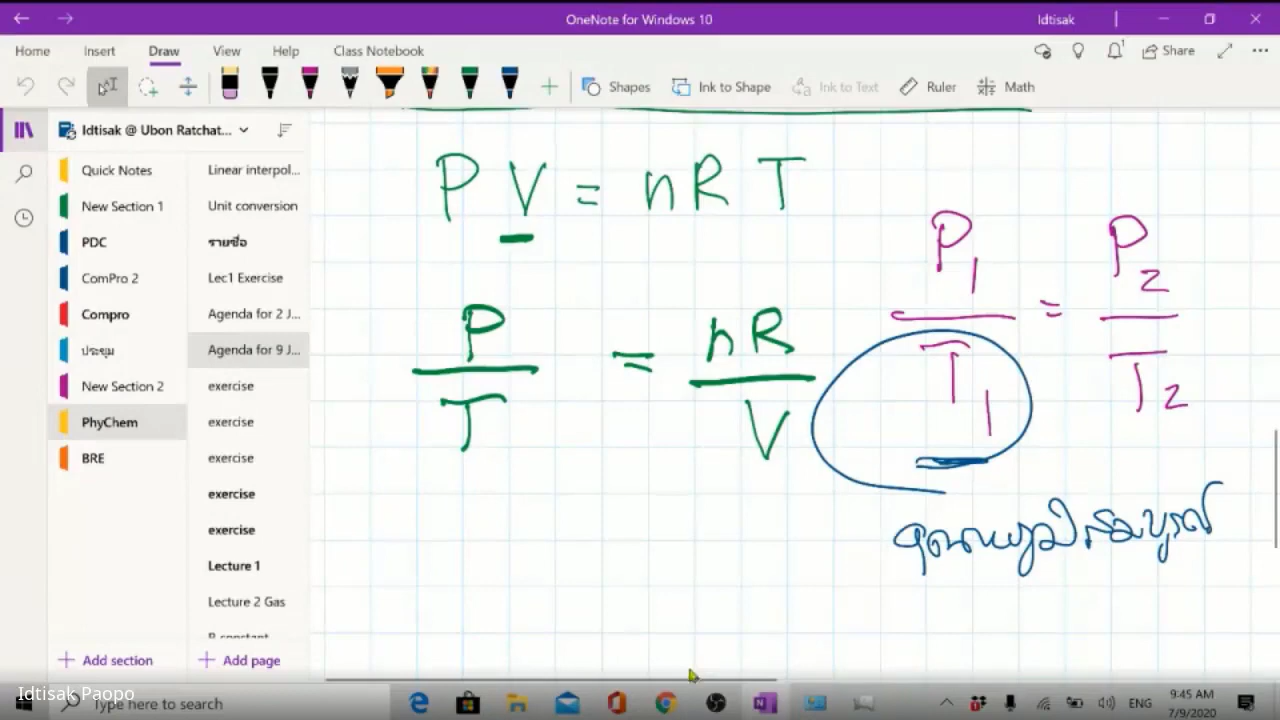 OneNote for Windows 10
Idtisak
Home Insert Draw View Help Class Notebook
Share
Shapes Ink to Shape Ink to Text Ruler Math
Idtisak @ Ubon Ratchat...
Quick Notes
New Section 1
PDC
ComPro 2
Compro
ประชุม
New Section 2
PhyChem
BRE
Add section
Linear interpol...
Unit conversion
รายชื่อ
Lec1 Exercise
Agenda for 2 J...
Agenda for 9 J...
exercise
exercise
exercise
exercise
exercise
Lecture 1
Lecture 2 Gas
R constant
Add page
P V = n R T
P/T = nR/V
P1/T1 = P2/T2
อุณหภูมิสัมบูรณ์
Idtisak Paopo
Type here to search
ENG
9:45 AM
7/9/2020